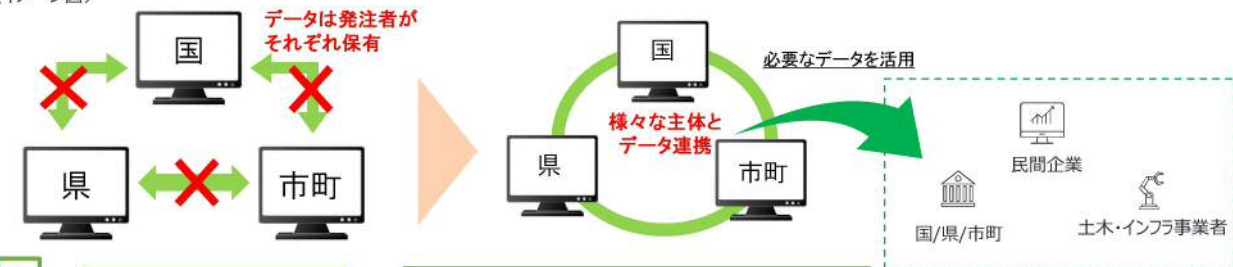 データは発注者が
それぞれ保有
国
県
市町
国
様々な主体と
データ連携
県
市町
必要なデータを活用
民間企業
国/県/市町
土木・インフラ事業者